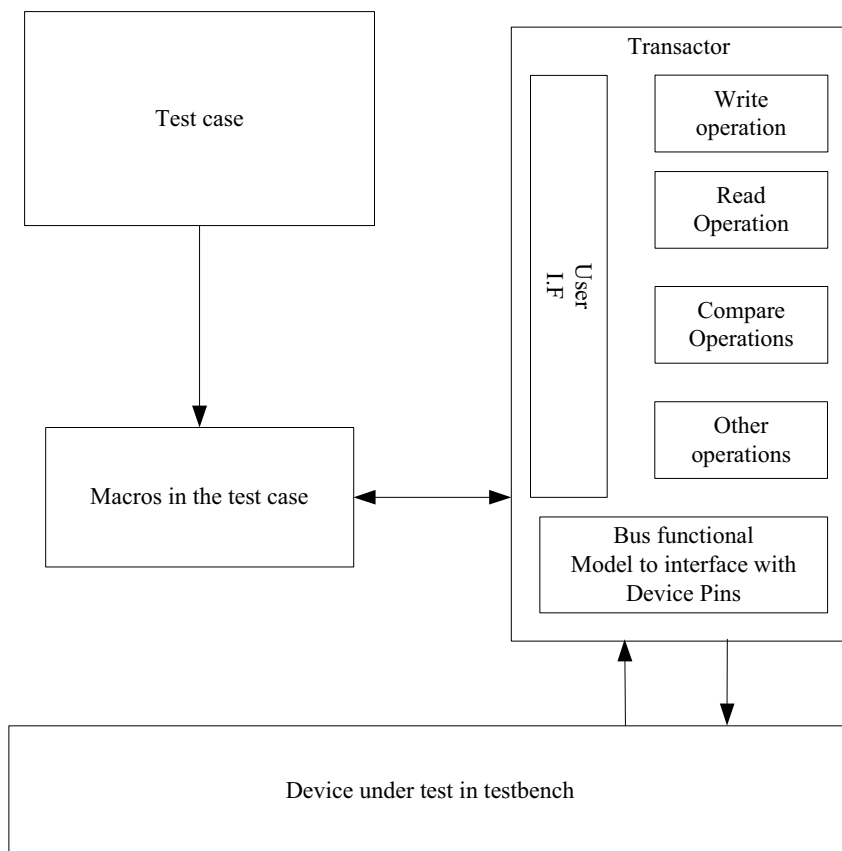 Transactor
Test case
Write
operation
Read
Operation
User
I.F
Compare
Operations
Other
operations
Macros in the test case
Bus functional
Model to interface with
Device Pins
Device under test in testbench